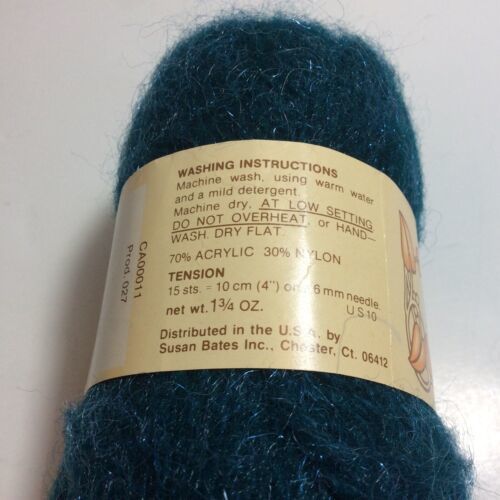 WASHING INSTRUCTIONS
Machine wash, using warm water
and a mild detergent.
Machine dry. AT LOW SETTING
DO NOT OVERHEAT, or HAND—
WASH. DRY FLAT.
70% ACRYLIC 30% NYLON
TENSION
15 sts. = 10 cm (4") on 6 mm needle.
US10
net wt. 1¾ OZ.
Distributed in the U.S.A. by
Susan Bates Inc., Chester, Ct. 06412
CA00011
Prod. 027